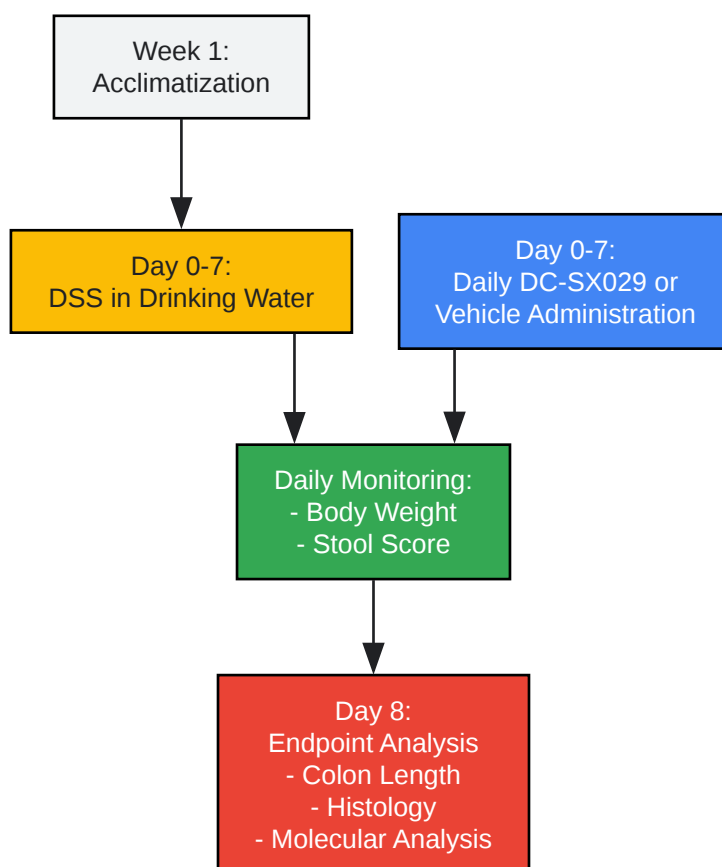 Week 1:
Acclimatization
Day 0-7:
DSS in Drinking Water
Day 0-7:
Daily DC-SX029 or
Vehicle Administration
Daily Monitoring:
- Body Weight
- Stool Score
Day 8:
Endpoint Analysis
- Colon Length
- Histology
- Molecular Analysis